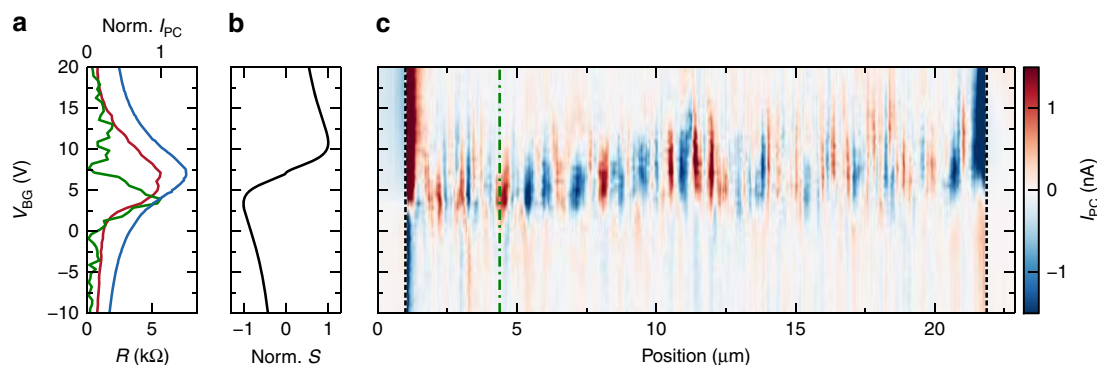 a
Norm. I_PC
0 1
20
15
10
5
0
−5
−10
V_BG (V)
0 5
R (kΩ)
b
−1 0 1
Norm. S
c
0 5 10 15 20
Position (μm)
1
0
−1
I_PC (nA)